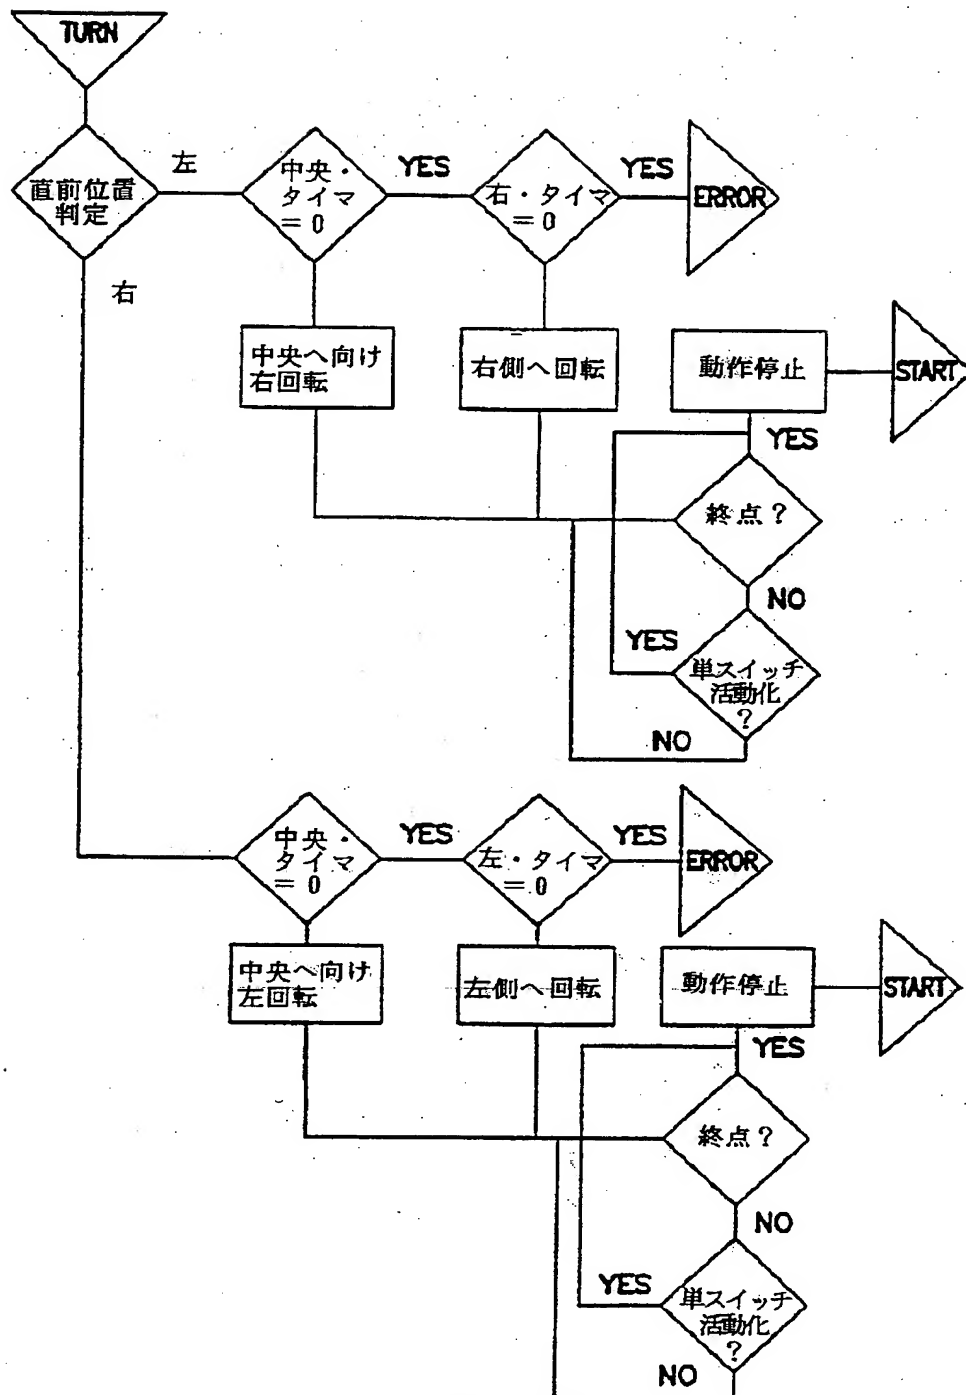 TURN
直前位置
判定
左
右
中央・
タイマ
= 0
YES
右・タイマ
= 0
YES
ERROR
中央へ向け
右回転
右側へ回転
動作停止
START
YES
終点?
NO
YES
単スイッチ
活動化
?
NO
中央・
タイマ
= 0
YES
左・タイマ
= 0
YES
ERROR
中央へ向け
左回転
左側へ回転
動作停止
START
YES
終点?
NO
YES
単スイッチ
活動化
?
NO